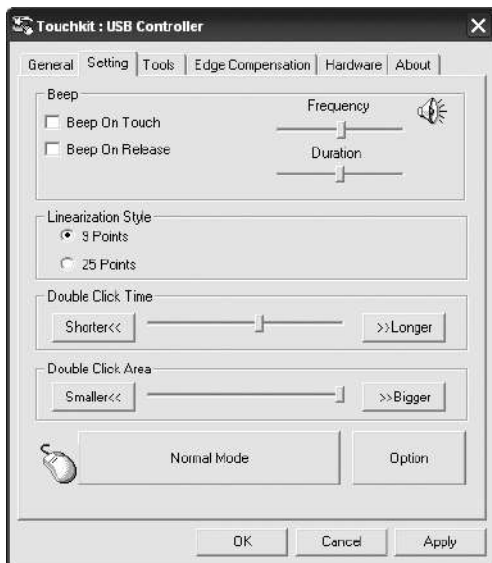 Touchkit : USB Controller
General Setting Tools Edge Compensation Hardware About
Beep
Beep On Touch
Beep On Release
Frequency
Duration
Linearization Style
9 Points
25 Points
Double Click Time
Shorter<< >>Longer
Double Click Area
Smaller<< >>Bigger
Normal Mode Option
OK Cancel Apply